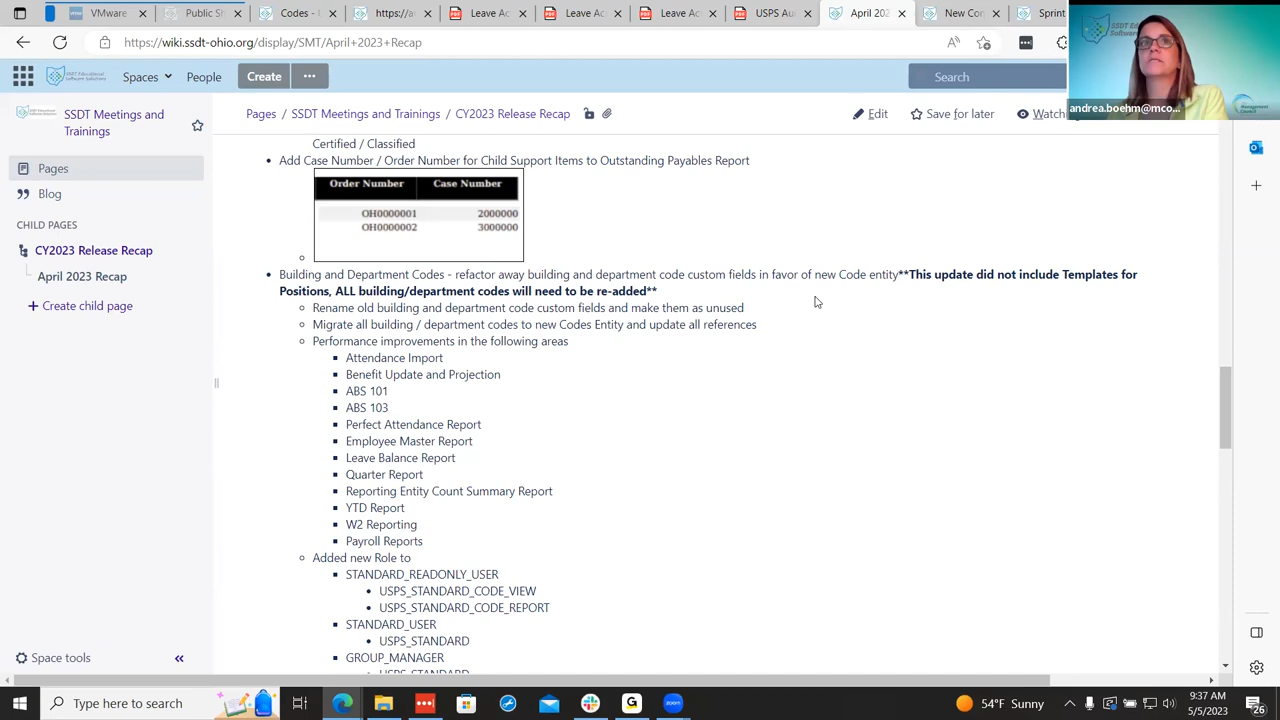 VMware
Public Sh
Codes -
https://a
Leave Ac
Leave Ac
Leave Ac
USPS Au
April 202
New Con
Sprint
https://wiki.ssdt-ohio.org/display/SMT/April+2023+Recap
Spaces
People
Create
Search
andrea.boehm@mco...
SSDT Meetings and
Trainings
Pages / SSDT Meetings and Trainings / CY2023 Release Recap
Edit
Save for later
Watch
Pages
Blog
CHILD PAGES
CY2023 Release Recap
April 2023 Recap
+ Create child page
Space tools
Certified / Classified
Add Case Number / Order Number for Child Support Items to Outstanding Payables Report
Order Number Case Number
OH0000001 2000000
OH0000002 3000000
Building and Department Codes - refactor away building and department code custom fields in favor of new Code entity**This update did not include Templates for
Positions, ALL building/department codes will need to be re-added**
Rename old building and department code custom fields and make them as unused
Migrate all building / department codes to new Codes Entity and update all references
Performance improvements in the following areas
Attendance Import
Benefit Update and Projection
ABS 101
ABS 103
Perfect Attendance Report
Employee Master Report
Leave Balance Report
Quarter Report
Reporting Entity Count Summary Report
YTD Report
W2 Reporting
Payroll Reports
Added new Role to
STANDARD_READONLY_USER
USPS_STANDARD_CODE_VIEW
USPS_STANDARD_CODE_REPORT
STANDARD_USER
USPS_STANDARD
GROUP_MANAGER
USPS_STANDARD
Type here to search
54°F Sunny
9:37 AM
5/5/2023
26